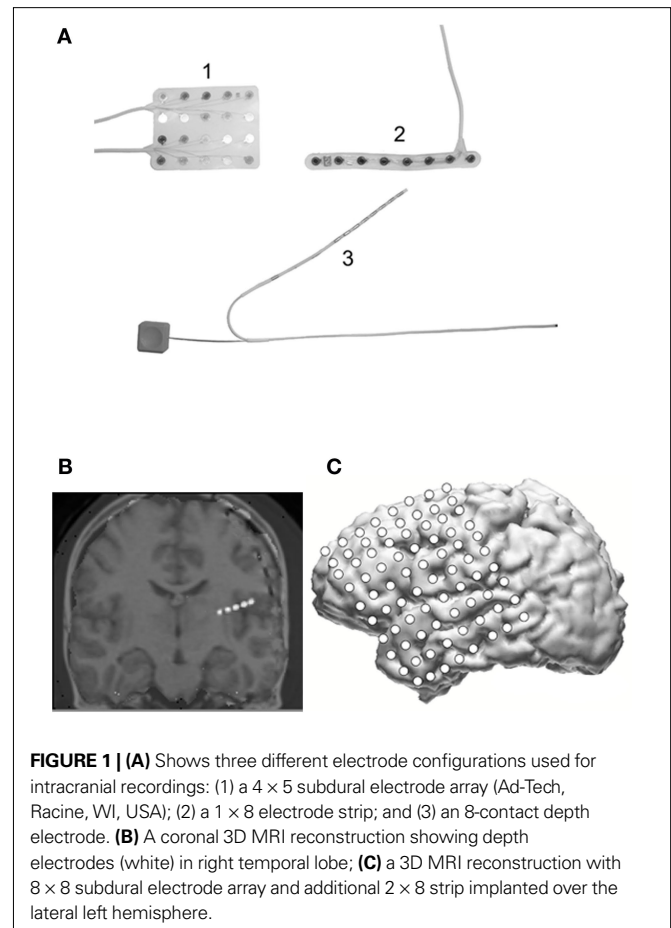 A
1
2
3
B
C
FIGURE 1 | (A) Shows three different electrode configurations used for
intracranial recordings: (1) a 4 × 5 subdural electrode array (Ad-Tech,
Racine, WI, USA); (2) a 1 × 8 electrode strip; and (3) an 8-contact depth
electrode. (B) A coronal 3D MRI reconstruction showing depth
electrodes (white) in right temporal lobe; (C) a 3D MRI reconstruction with
8 × 8 subdural electrode array and additional 2 × 8 strip implanted over the
lateral left hemisphere.